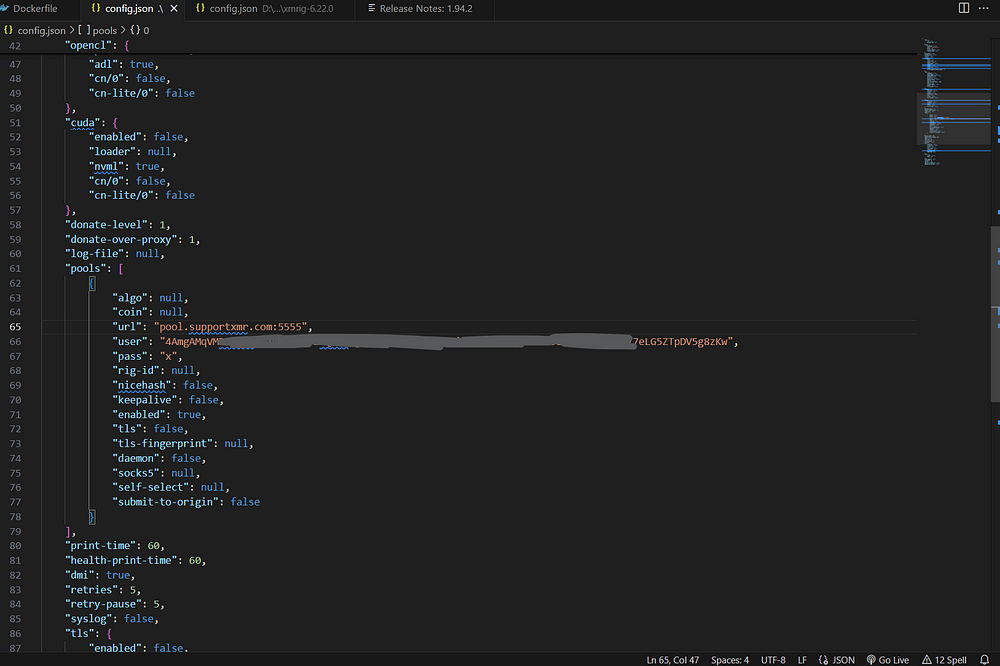 Dockerfile
{} config.json .\ ✕
{} config.json D:\...\xmrig-6.22.0
Release Notes: 1.94.2
{} config.json > [ ] pools > {} 0
42 "opencl": {
47 "adl": true,
48 "cn/0": false,
49 "cn-lite/0": false
50 },
51 "cuda": {
52 "enabled": false,
53 "loader": null,
54 "nvml": true,
55 "cn/0": false,
56 "cn-lite/0": false
57 },
58 "donate-level": 1,
59 "donate-over-proxy": 1,
60 "log-file": null,
61 "pools": [
62 {
63 "algo": null,
64 "coin": null,
65 "url": "pool.supportxmr.com:5555",
66 "user": "4AmgAMqVM 7eLG5ZTpDV5g8zKw",
67 "pass": "x",
68 "rig-id": null,
69 "nicehash": false,
70 "keepalive": false,
71 "enabled": true,
72 "tls": false,
73 "tls-fingerprint": null,
74 "daemon": false,
75 "socks5": null,
76 "self-select": null,
77 "submit-to-origin": false
78 }
79 ],
80 "print-time": 60,
81 "health-print-time": 60,
82 "dmi": true,
83 "retries": 5,
84 "retry-pause": 5,
85 "syslog": false,
86 "tls": {
87 "enabled": false,
Ln 65, Col 47 Spaces: 4 UTF-8 LF {} JSON Go Live 12 Spell